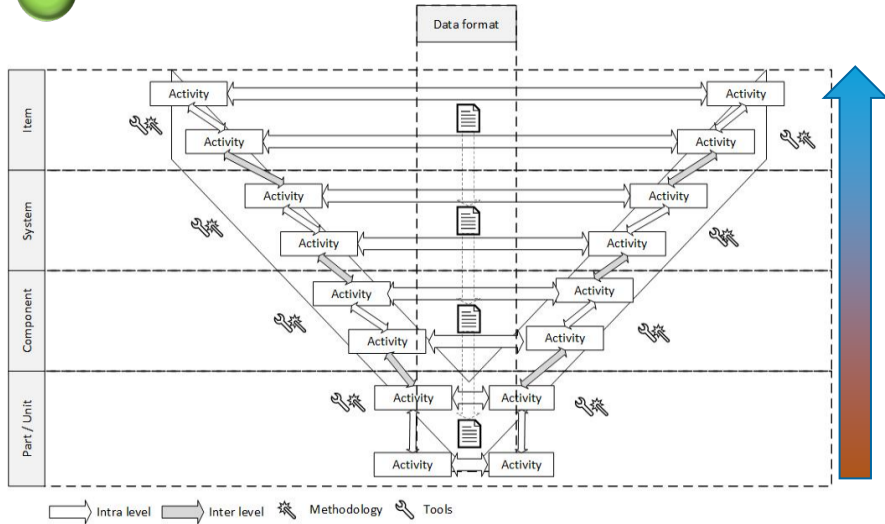 Data format
Item
Activity
Activity
Activity
Activity
System
Activity
Activity
Activity
Activity
Component
Activity
Activity
Activity
Activity
Part / Unit
Activity
Activity
Activity
Activity
Intra level
Inter level
Methodology
Tools